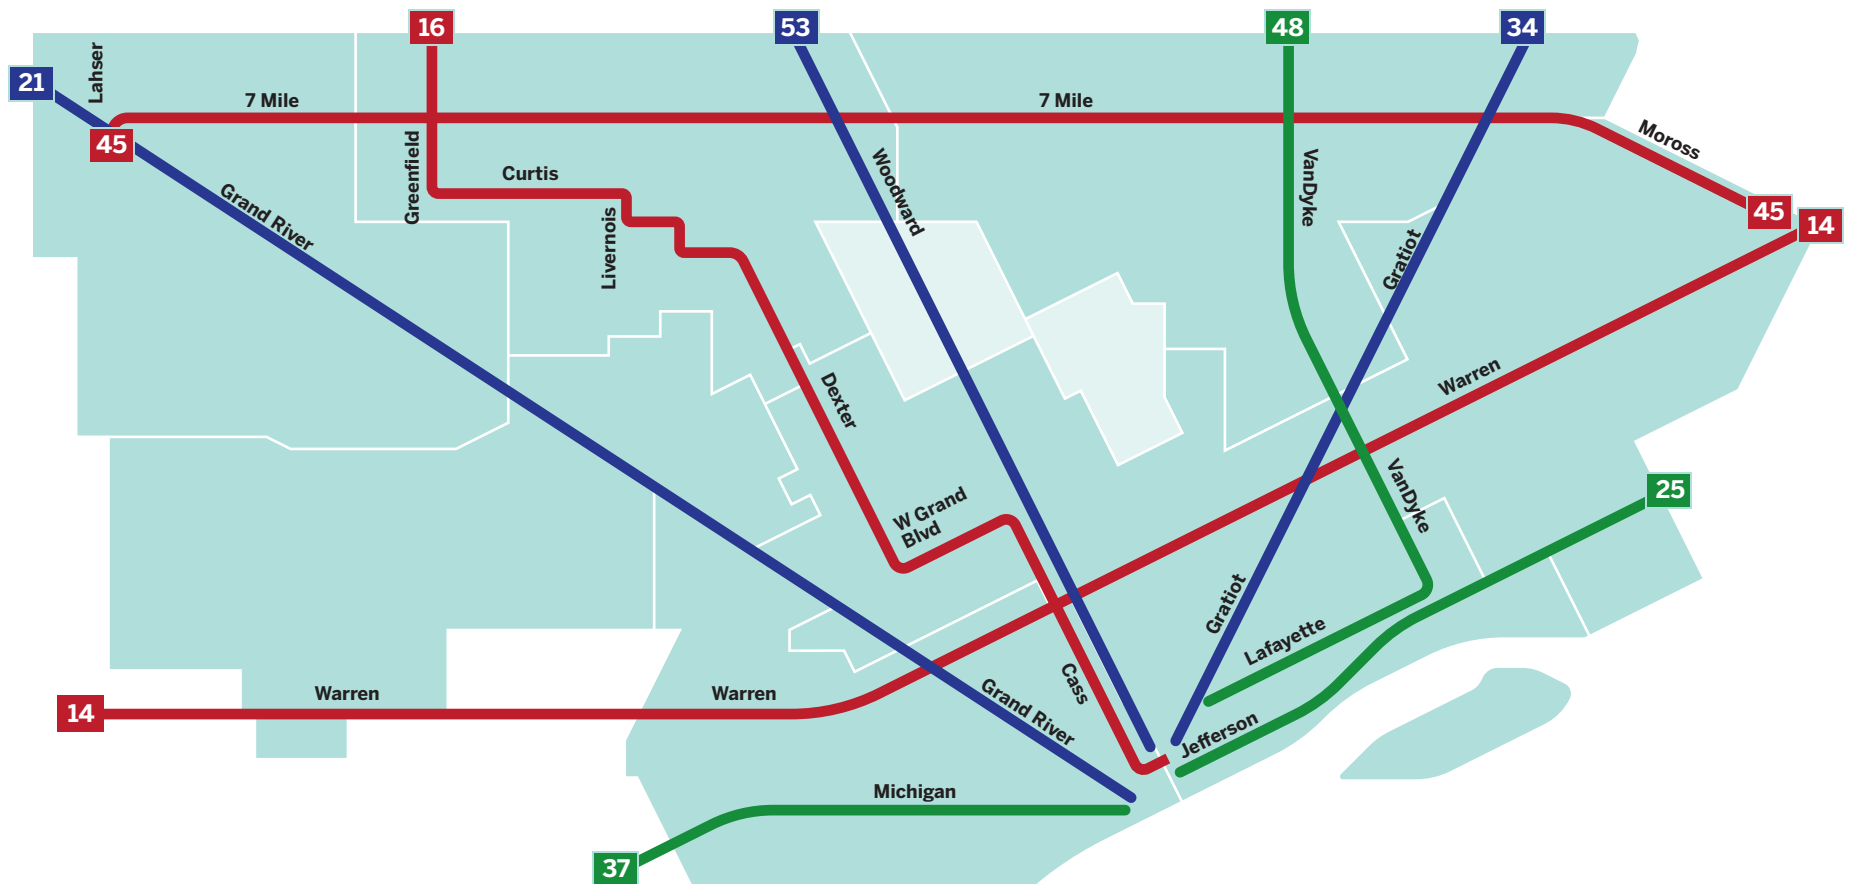 16
53
48
34
Lahser
21
7 Mile
7 Mile
45
Moross
Greenfield
Curtis
Woodward
VanDyke
Grand River
Livernois
45
14
Gratiot
Dexter
Warren
W Grand
Blvd
VanDyke
25
Gratiot
Lafayette
Cass
14
Warren
Warren
Grand River
Jefferson
Michigan
37